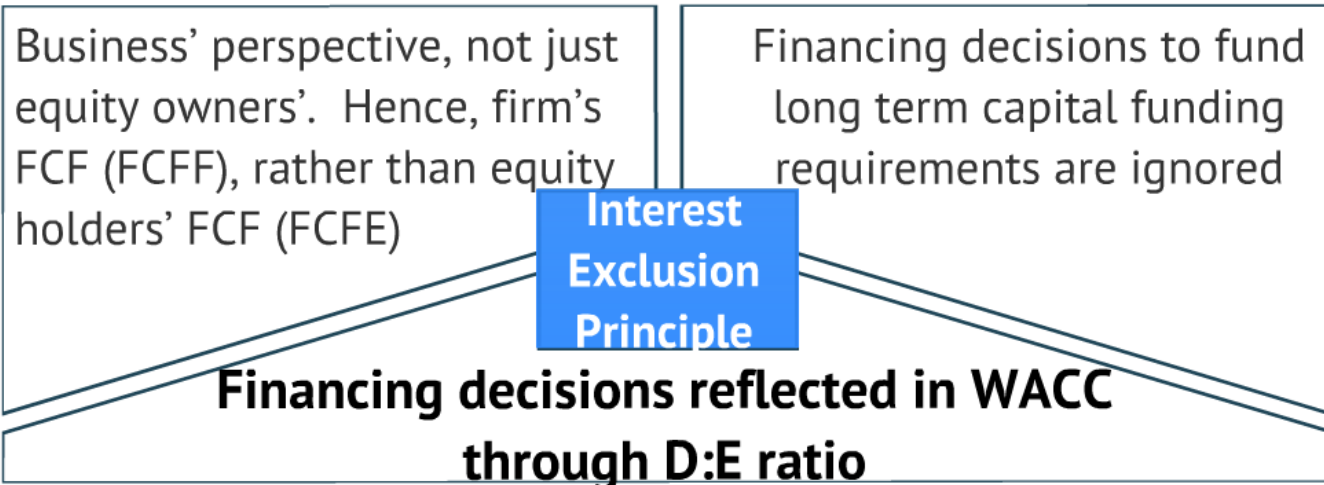 Business’ perspective, not just
equity owners’.  Hence, firm’s
FCF (FCFF), rather than equity
holders’ FCF (FCFE)
Financing decisions to fund
long term capital funding
requirements are ignored
Interest
Exclusion
Principle
Financing decisions reflected in WACC
through D:E ratio